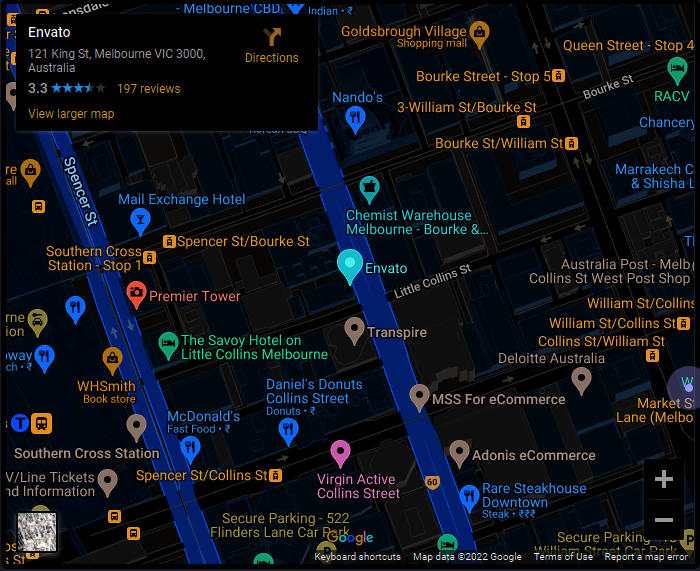 - Melbourne CBD
Indian • ₹
Envato
121 King St, Melbourne VIC 3000,
Australia
3.3
197 reviews
View larger map
Directions
Goldsbrough Village
Shopping mall
Queen Street - Stop 4
Bourke Street - Stop 5
Bourke St
RACV
Nando's
3-William St/Bourke St
Chancery
Bourke St/William St
Marrakech C
& Shisha L
Spencer St
Mail Exchange Hotel
Chemist Warehouse
Melbourne - Bourke &...
Spencer St/Bourke St
Southern Cross
Station - Stop 1
Envato
Little Collins St
Australia Post - Melb
Collins St West Post Shop
Premier Tower
William St/Collins
William St/Collins St
Collins St/William St
Transpire
The Savoy Hotel on
Little Collins Melbourne
Deloitte Australia
WHSmith
Book store
Daniel's Donuts
Collins Street
Donuts • ₹
MSS For eCommerce
Market S
Lane (Melbo
McDonald's
Fast Food • ₹
T
Southern Cross Station
V/Line Tickets
nd Information
Spencer St/Collins St
Virgin Active
Collins Street
Adonis eCommerce
60
Rare Steakhouse
Downtown
Steak • ₹₹₹
Secure Parking - 522
Flinders Lane Car Park
Google
Secure Parking -
William Street Car P
Keyboard shortcuts
Map data ©2022 Google
Terms of Use
Report a map error